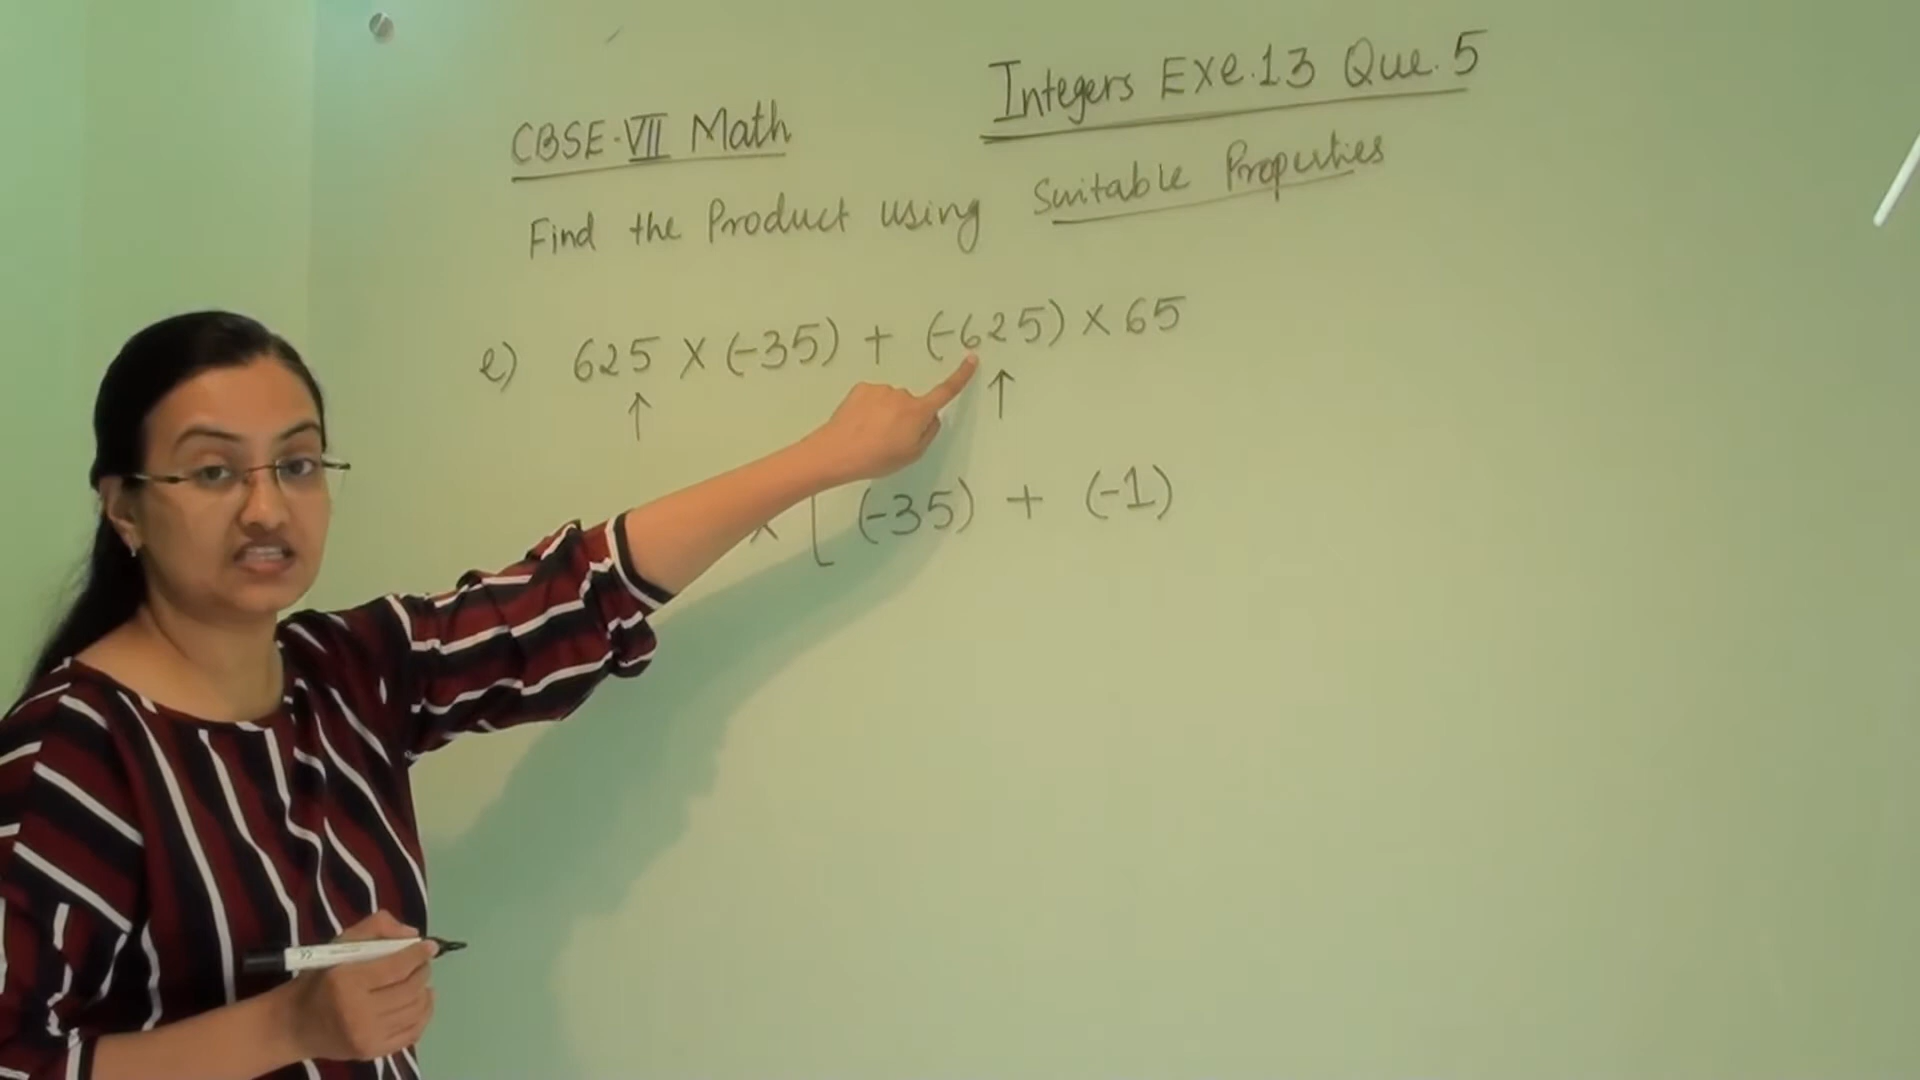 CBSE-VII Math
Integers Exe.13 Que.5
Find the Product using Suitable Properties
e) 625 × (-35) + (-625) × 65
↑ ↑
× [ (-35) + (-1)